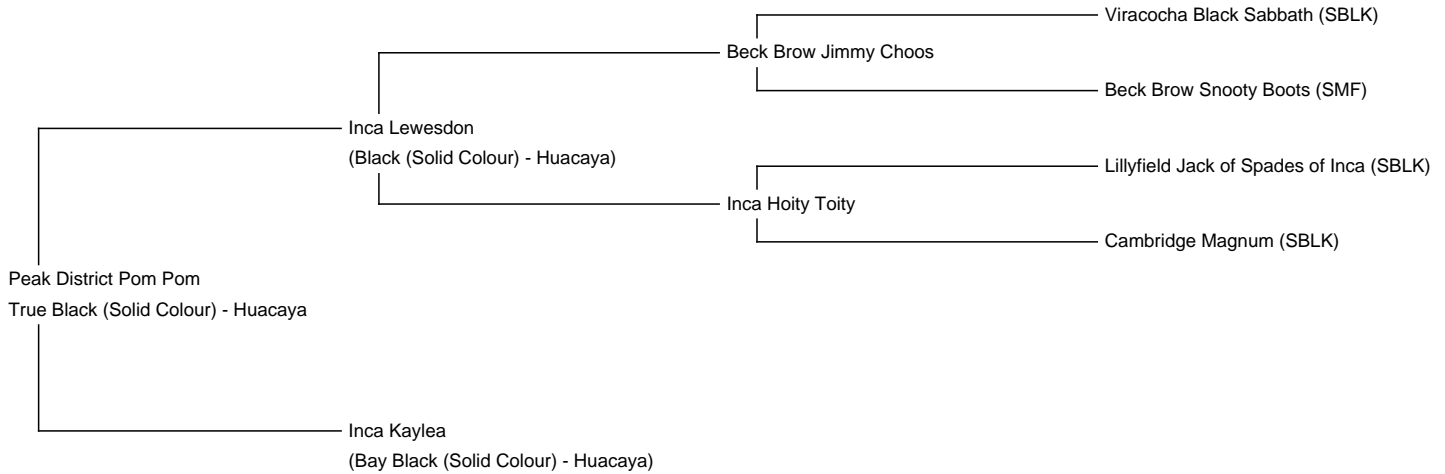 Viracocha Black Sabbath (SBLK)
Beck Brow Jimmy Choos
Beck Brow Snooty Boots (SMF)
Inca Lewesdon
(Black (Solid Colour) - Huacaya)
Lillyfield Jack of Spades of Inca (SBLK)
Inca Hoity Toity
Cambridge Magnum (SBLK)
Peak District Pom Pom
True Black (Solid Colour) - Huacaya
Inca Kaylea
(Bay Black (Solid Colour) - Huacaya)